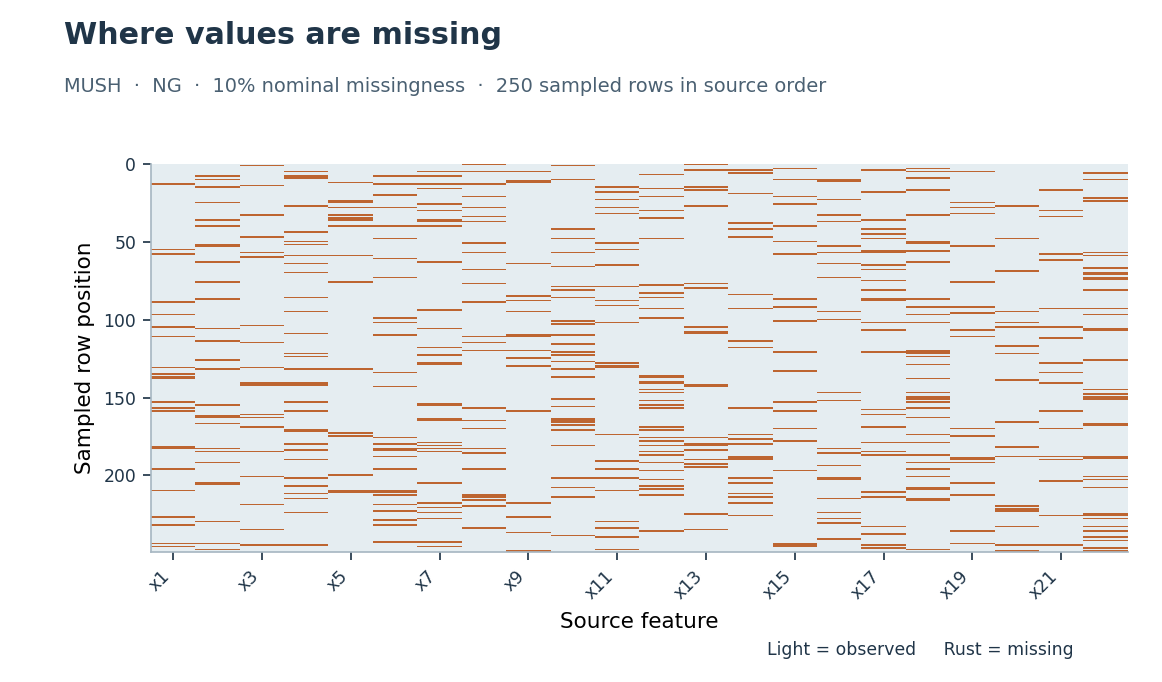 Where values are missing
MUSH · NG · 10% nominal missingness · 250 sampled rows in source order
0
50
100
150
200
Sampled row position
x1 x3 x5 x7 x9 x11 x13 x15 x17 x19 x21
Source feature
Light = observed Rust = missing